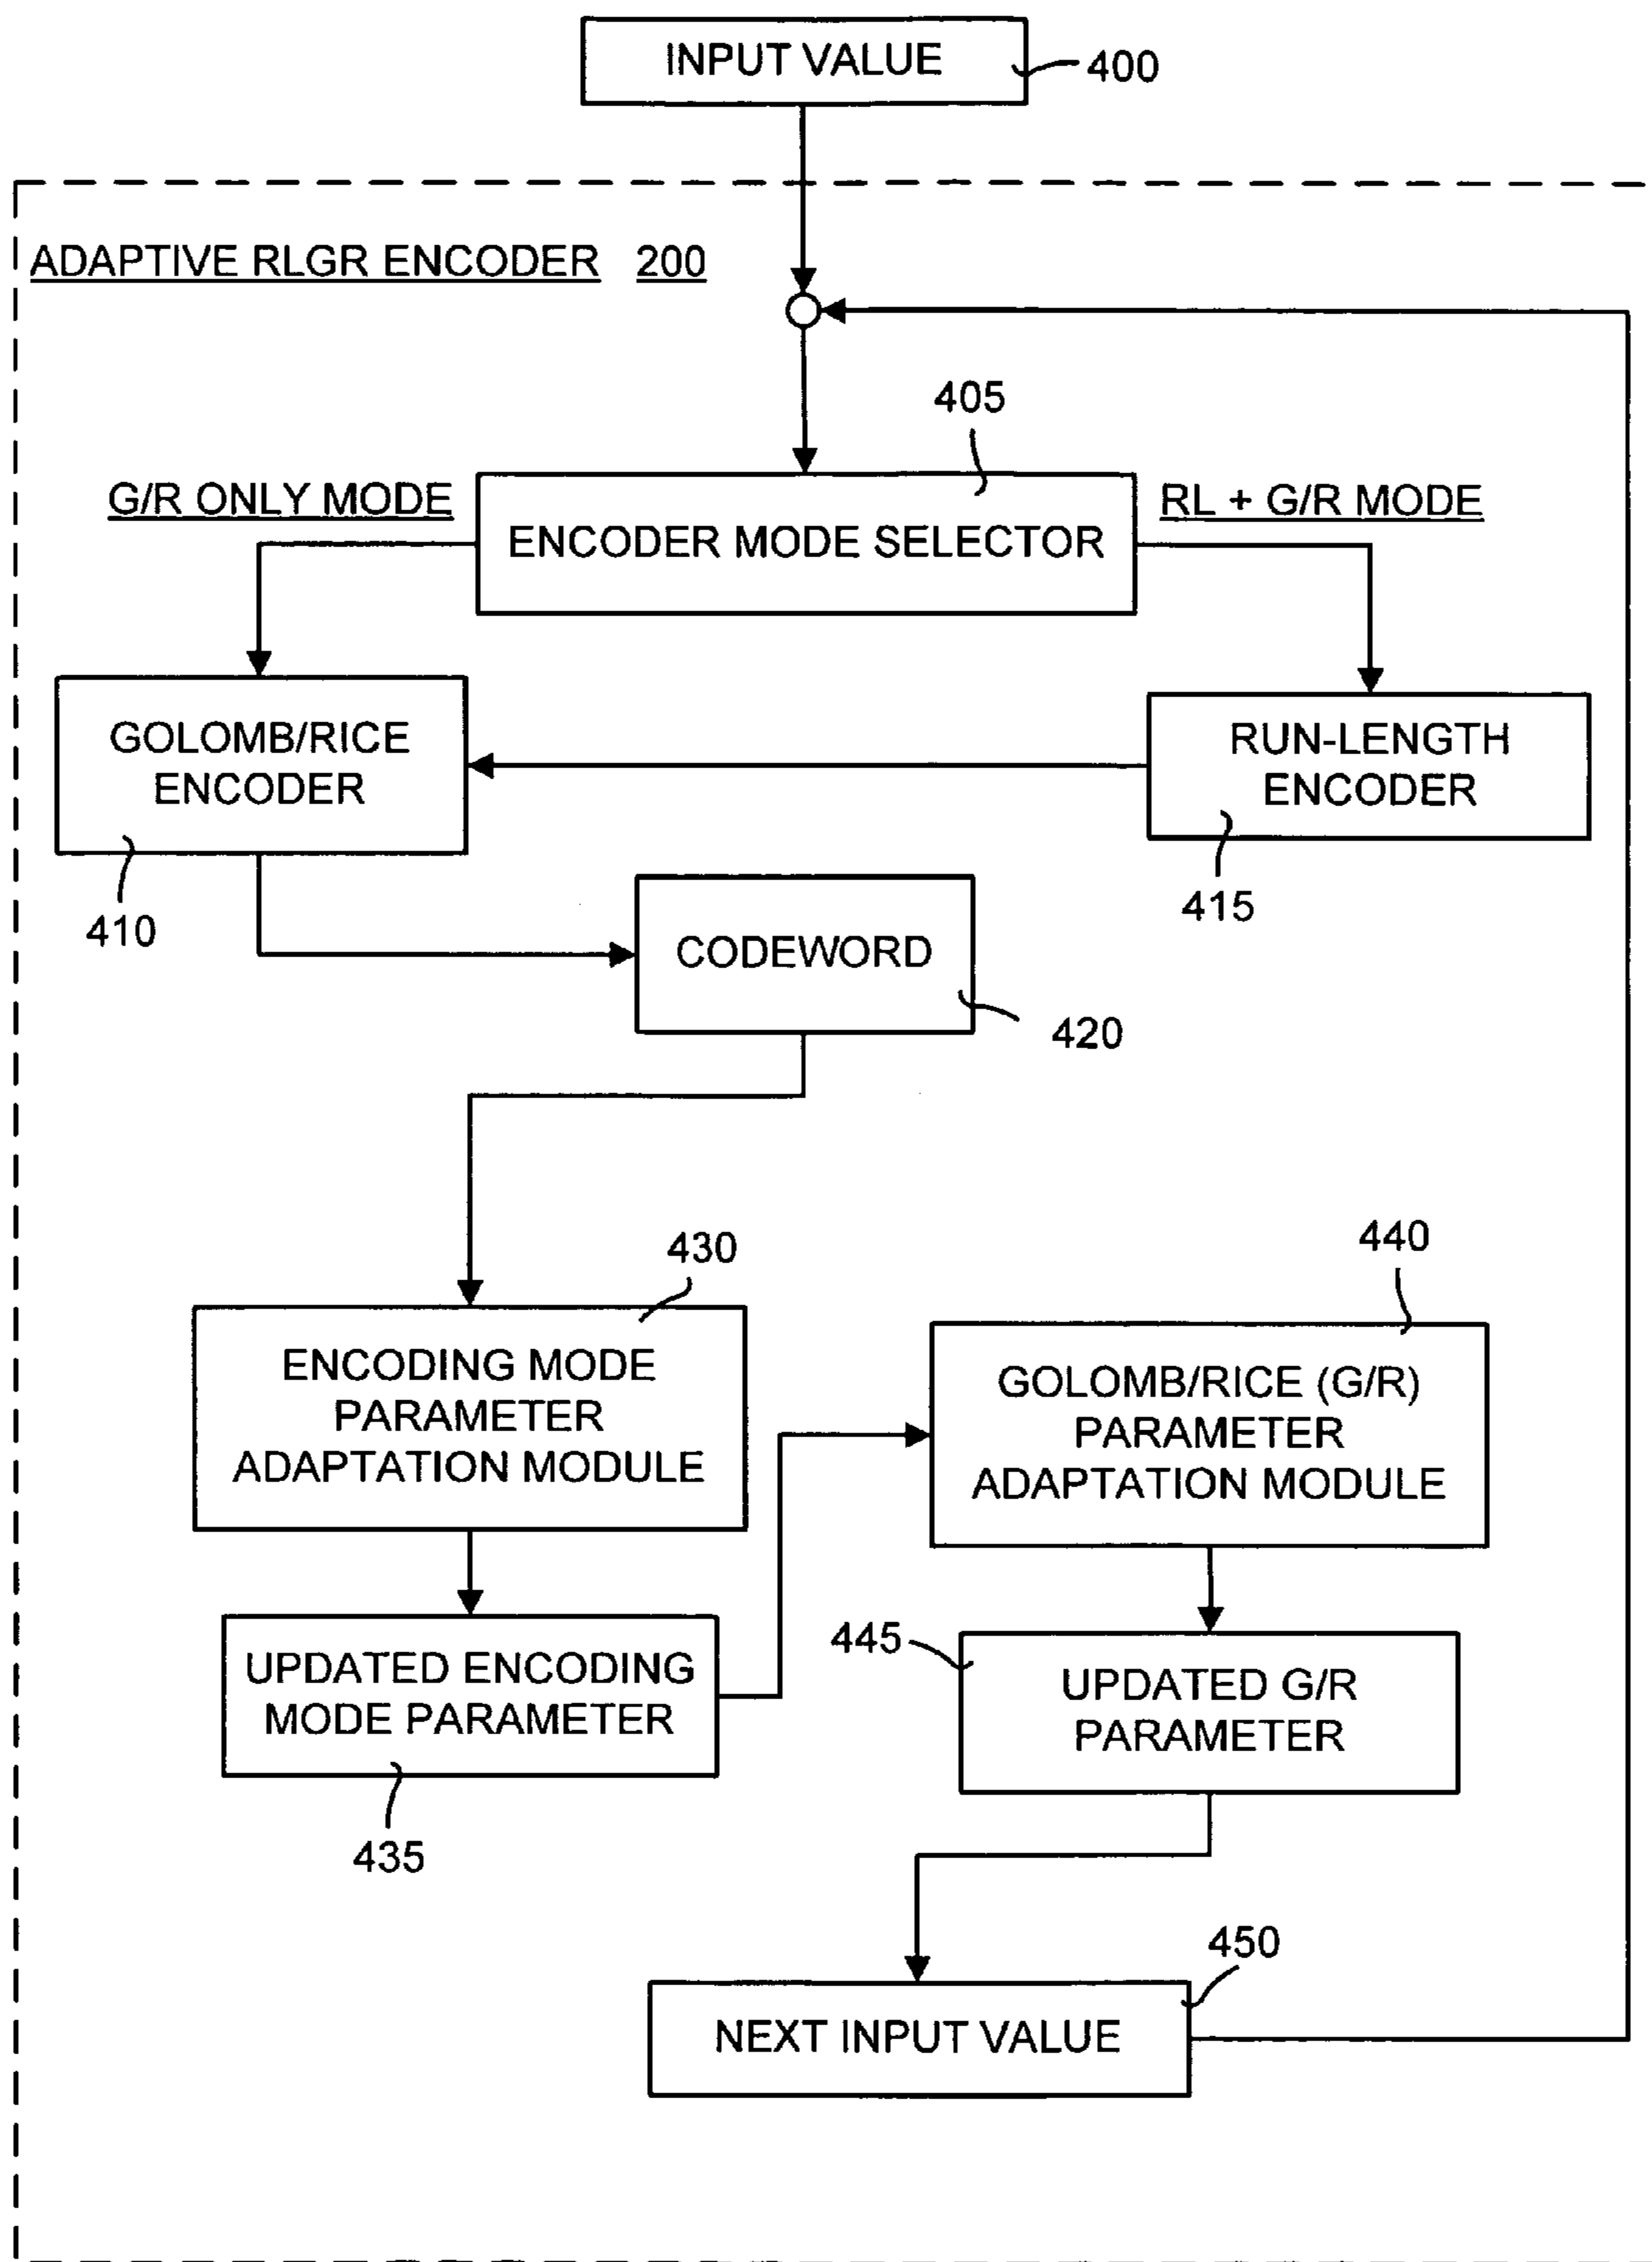 INPUT VALUE
400
ADAPTIVE RLGR ENCODER 200
405
G/R ONLY MODE
ENCODER MODE SELECTOR
RL + G/R MODE
GOLOMB/RICE
ENCODER
410
RUN-LENGTH
ENCODER
415
CODEWORD
420
430
ENCODING MODE
PARAMETER
ADAPTATION MODULE
440
GOLOMB/RICE (G/R)
PARAMETER
ADAPTATION MODULE
UPDATED ENCODING
MODE PARAMETER
435
445
UPDATED G/R
PARAMETER
450
NEXT INPUT VALUE